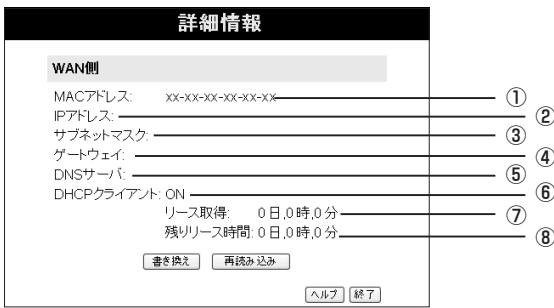 詳細情報
WAN側
MACアドレス: xx-xx-xx-xx-xx-xx ①
IPアドレス: ②
サブネットマスク: ③
ゲートウェイ: ④
DNSサーバ: ⑤
DHCPクライアント: ON ⑥
リース取得: 0日,0時,0分 ⑦
残りリース時間: 0日,0時,0分 ⑧
書き換え 再読み込み
ヘルプ 終了